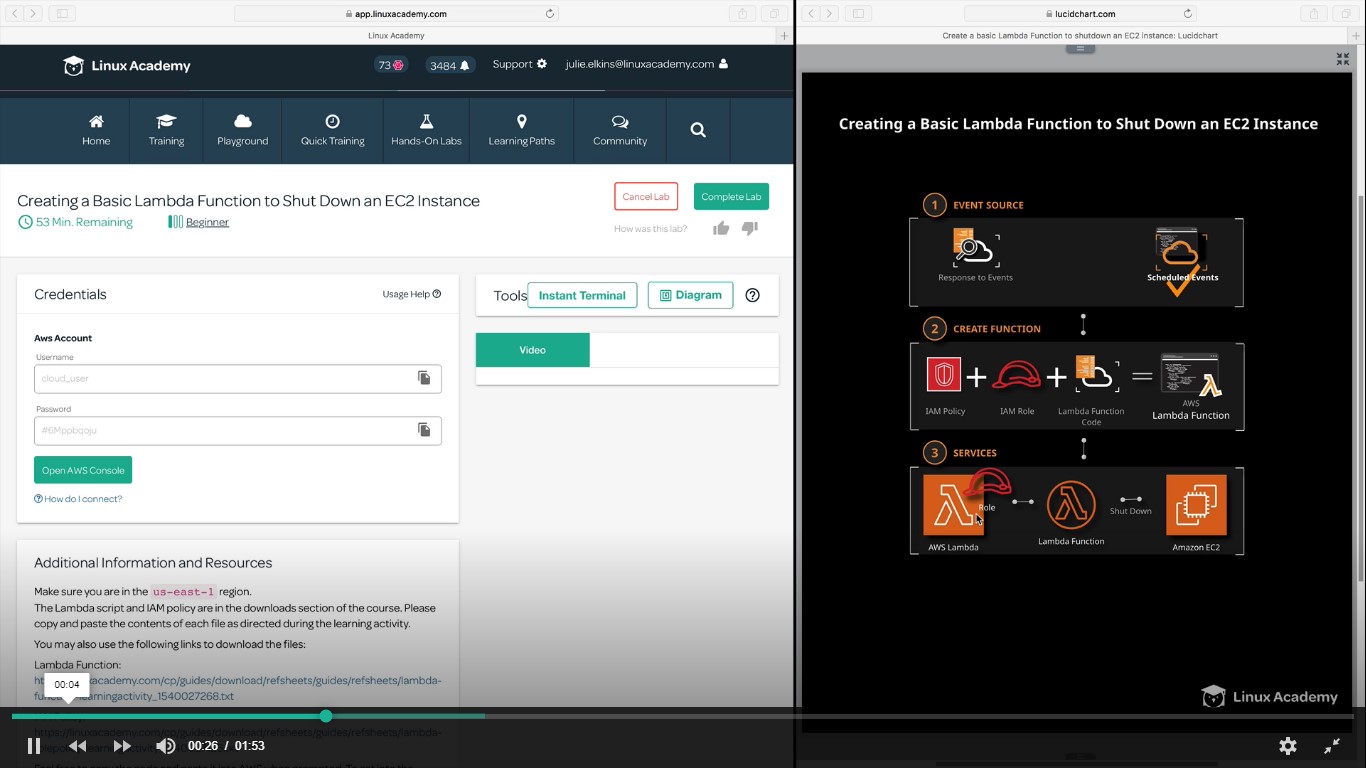 app.linuxacademy.com
Linux Academy
Linux Academy
73
3484
Support
julie.elkins@linuxacademy.com
Home
Training
Playground
Quick Training
Hands-On Labs
Learning Paths
Community
Creating a Basic Lambda Function to Shut Down an EC2 Instance
Cancel Lab
Complete Lab
53 Min. Remaining
Beginner
How was this lab?
Credentials
Usage Help
Aws Account
Username
cloud_user
Password
#6Mppbqoju
Open AWS Console
How do I connect?
Tools
Instant Terminal
Diagram
Video
Additional Information and Resources
Make sure you are in the us-east-1 region.
The Lambda script and IAM policy are in the downloads section of the course. Please
copy and paste the contents of each file as directed during the learning activity.
You may also use the following links to download the files:
Lambda Function:
academy.com/cp/guides/download/refsheets/guides/refsheets/lambda-
learningactivity_1540027268.txt
00:04
https://linuxacademy.com/cp/guides/download/refsheets/guides/refsheets/lambda-
00:26 / 01:53
lucidchart.com
Create a basic Lambda Function to shutdown an EC2 instance: Lucidchart
Creating a Basic Lambda Function to Shut Down an EC2 Instance
1 EVENT SOURCE
Response to Events
Scheduled Events
2 CREATE FUNCTION
+ + =
IAM Policy
IAM Role
Lambda Function
Code
AWS
Lambda Function
3 SERVICES
Role
Shut Down
AWS Lambda
Lambda Function
Amazon EC2
Linux Academy